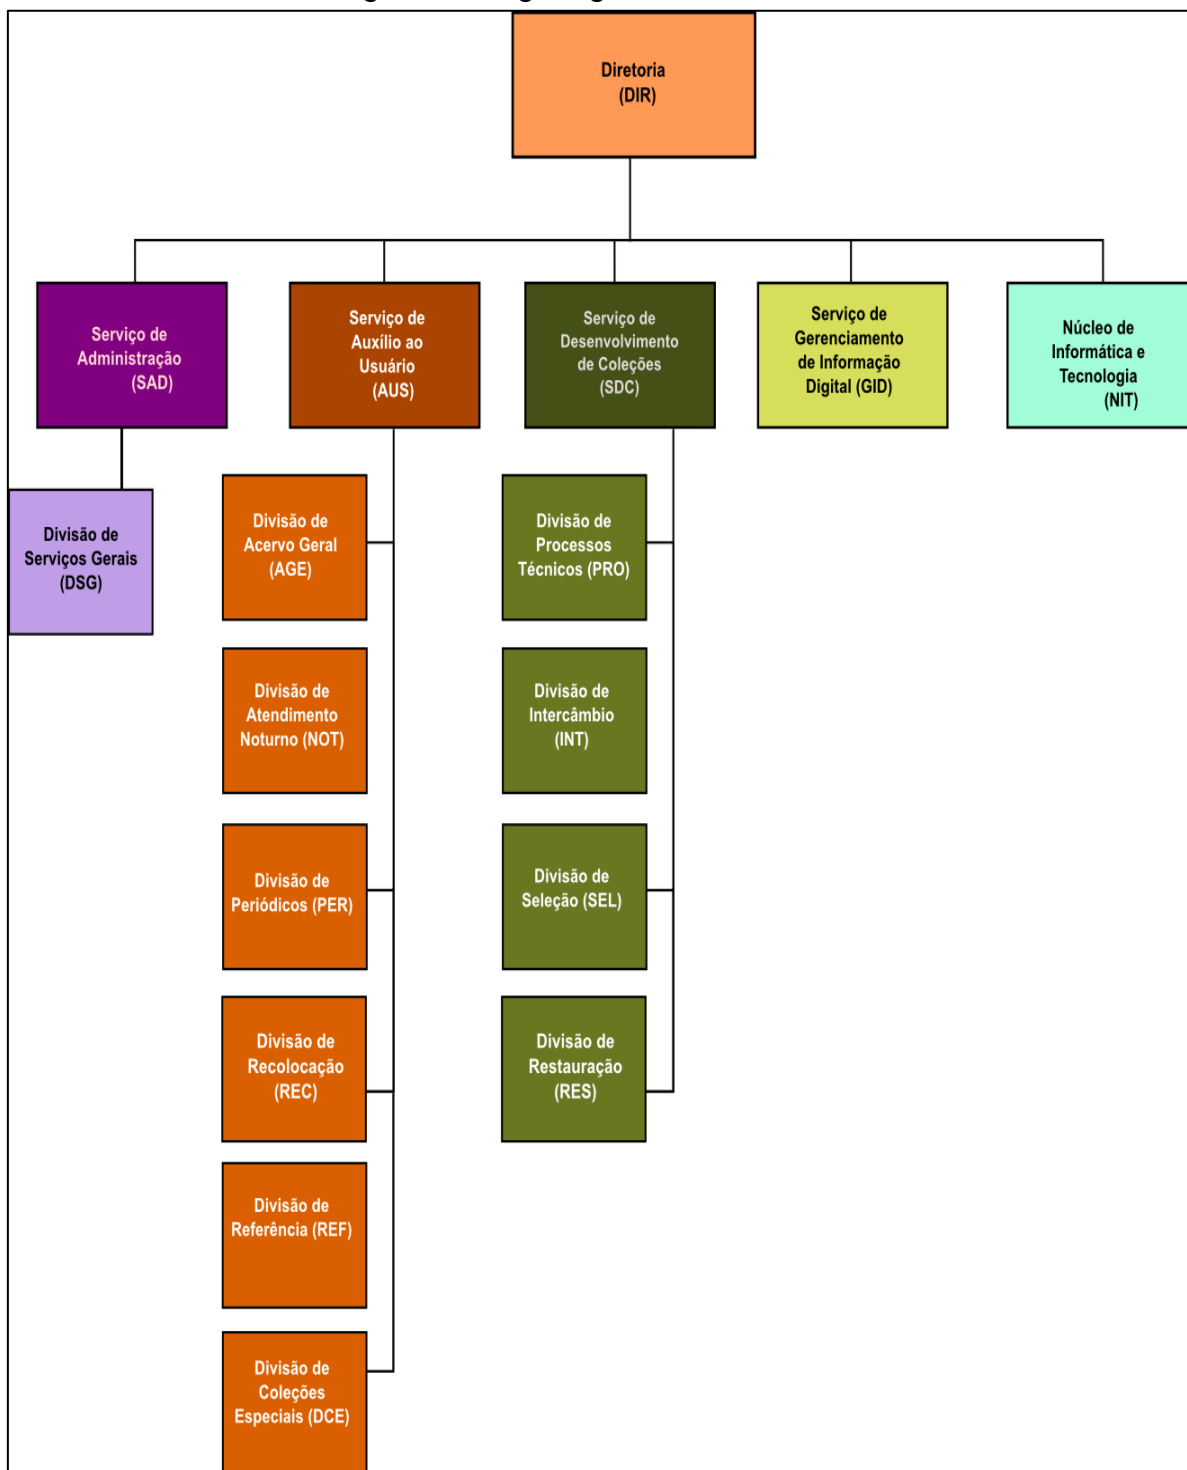 Diretoria
(DIR)
Serviço de
Administração
(SAD)
Serviço de
Auxílio ao
Usuário
(AUS)
Serviço de
Desenvolvimento
de Coleções
(SDC)
Serviço de
Gerenciamento
de Informação
Digital (GID)
Núcleo de
Informática e
Tecnologia
(NIT)
Divisão de
Serviços Gerais
(DSG)
Divisão de
Acervo Geral
(AGE)
Divisão de
Processos
Técnicos (PRO)
Divisão de
Atendimento
Noturno (NOT)
Divisão de
Intercâmbio
(INT)
Divisão de
Periódicos (PER)
Divisão de
Seleção (SEL)
Divisão de
Recolocação
(REC)
Divisão de
Restauração
(RES)
Divisão de
Referência (REF)
Divisão de
Coleções
Especiais (DCE)